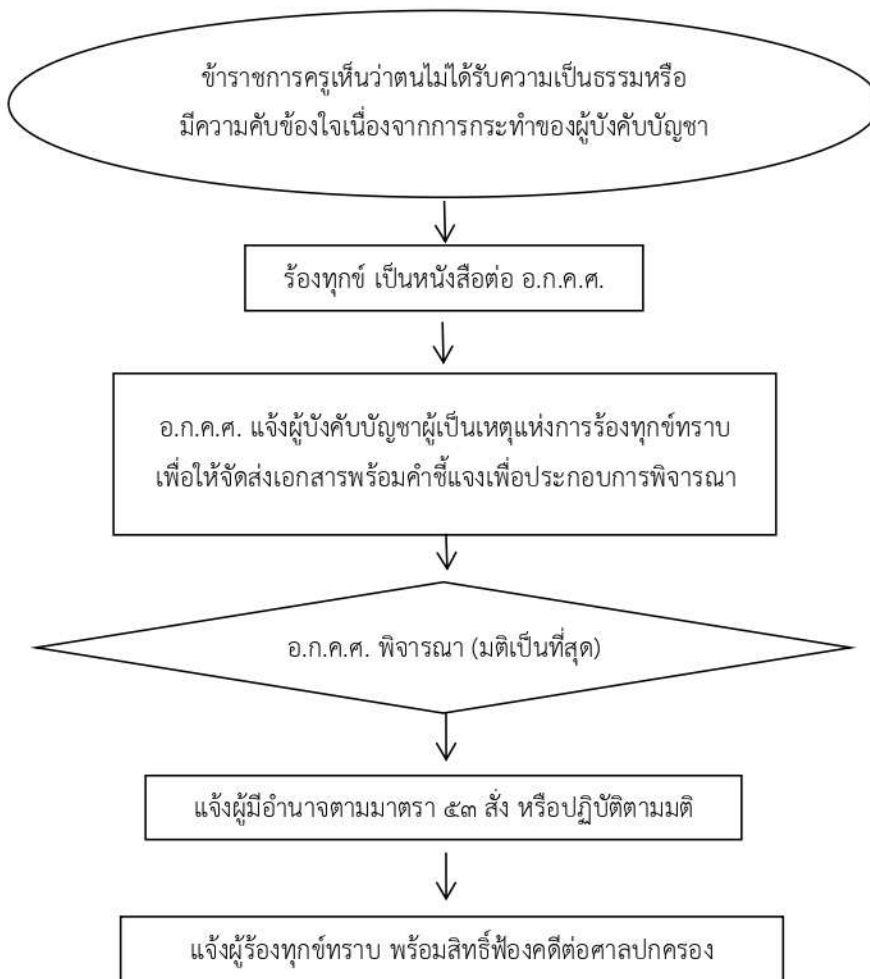 ข้าราชการครูเห็นว่าตนไม่ได้รับความเป็นธรรมหรือ
มีความคับข้องใจเนื่องจากการกระทำของผู้บังคับบัญชา
ร้องทุกข์ เป็นหนังสือต่อ อ.ก.ค.ศ.
อ.ก.ค.ศ. แจ้งผู้บังคับบัญชาผู้เป็นเหตุแห่งการร้องทุกข์ทราบ
เพื่อให้จัดส่งเอกสารพร้อมคำชี้แจงเพื่อประกอบการพิจารณา
อ.ก.ค.ศ. พิจารณา (มติเป็นที่สุด)
แจ้งผู้มีอำนาจตามมาตรา ๕๓ สั่ง หรือปฏิบัติตามมติ
แจ้งผู้ร้องทุกข์ทราบ พร้อมสิทธิ์ฟ้องคดีต่อศาลปกครอง